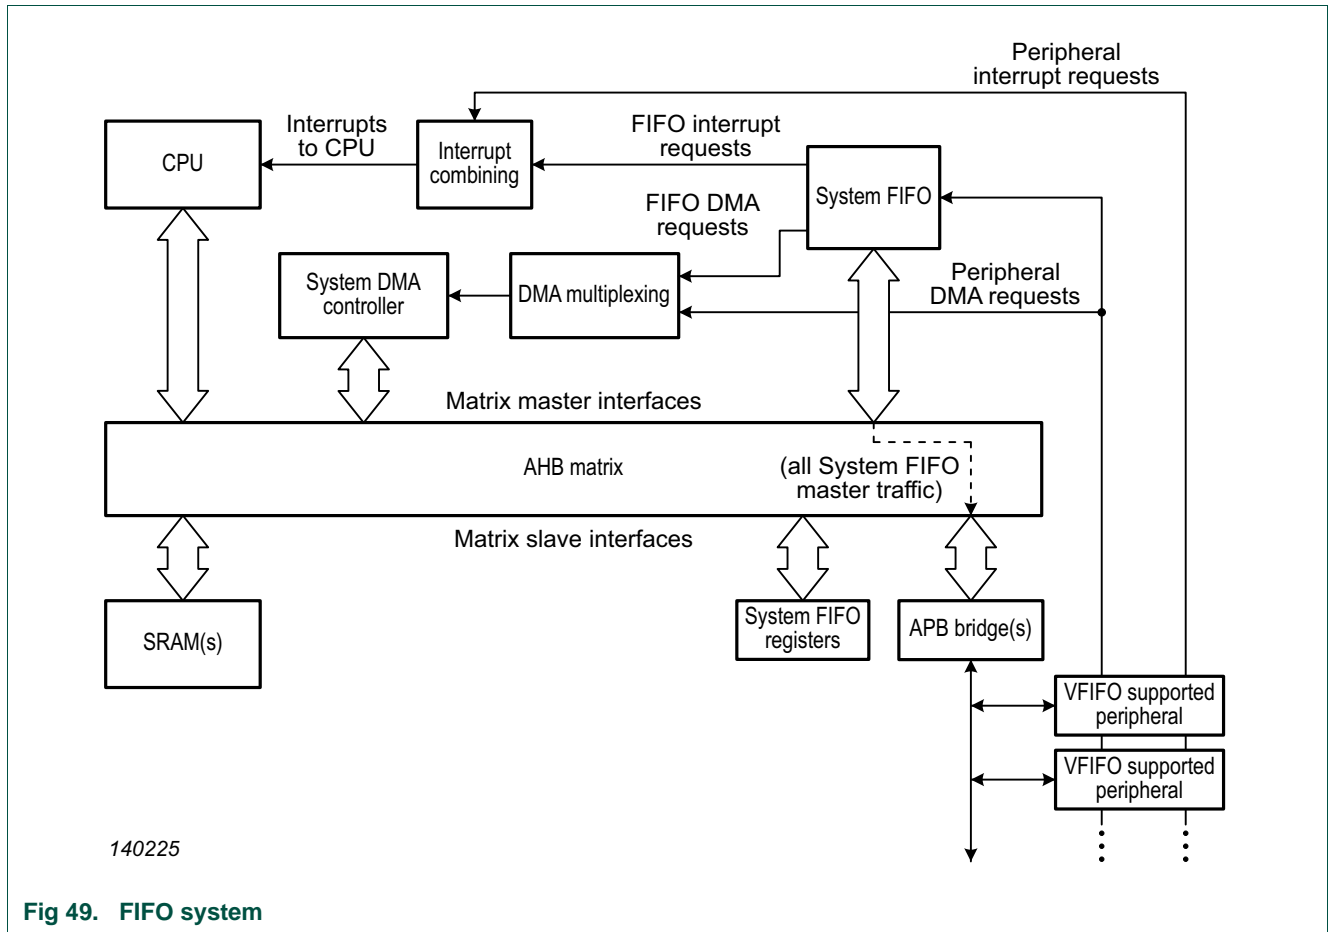 Peripheral
interrupt requests
CPU
Interrupts
to CPU
Interrupt
combining
FIFO interrupt
requests
System FIFO
FIFO DMA
requests
System DMA
controller
DMA multiplexing
Peripheral
DMA requests
Matrix master interfaces
AHB matrix
(all System FIFO
master traffic)
Matrix slave interfaces
SRAM(s)
System FIFO
registers
APB bridge(s)
VFIFO supported
peripheral
VFIFO supported
peripheral
140225
Fig 49. FIFO system